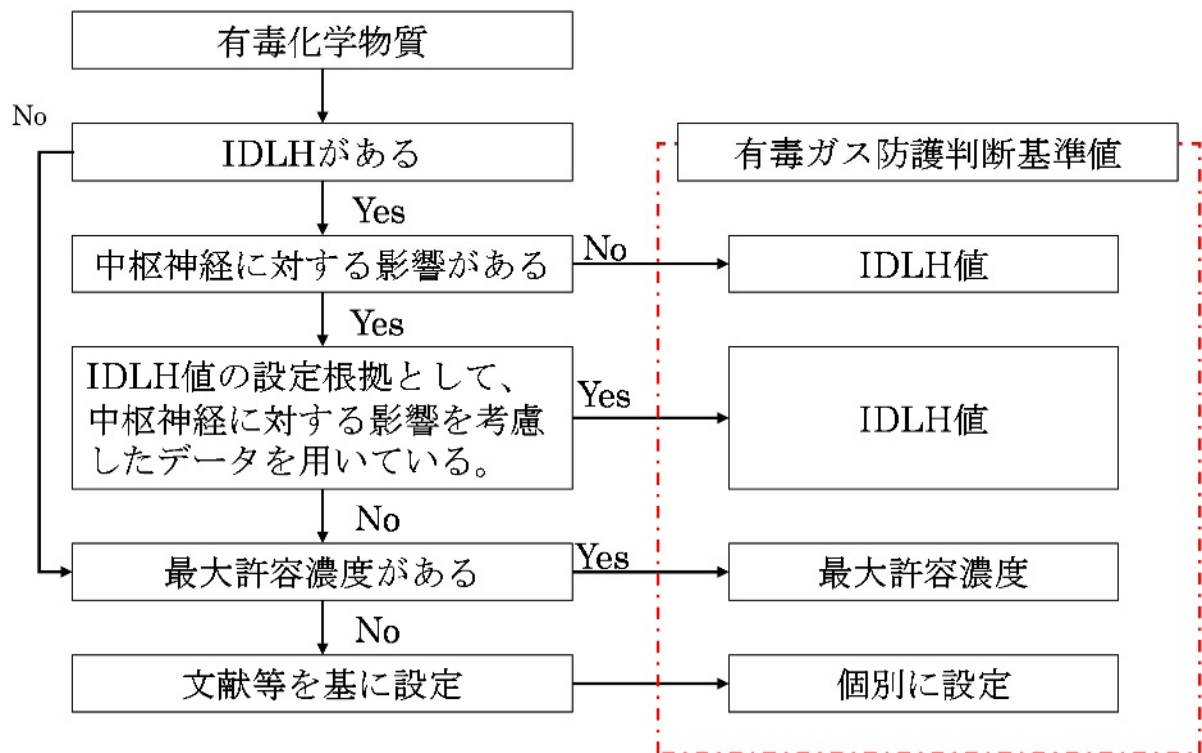 有毒化学物質
No
IDLHがある
有毒ガス防護判断基準値
Yes
中枢神経に対する影響がある
No
IDLH値
Yes
IDLH値の設定根拠として、
中枢神経に対する影響を考慮
したデータを用いている。
Yes
IDLH値
No
最大許容濃度がある
Yes
最大許容濃度
No
文献等を基に設定
個別に設定